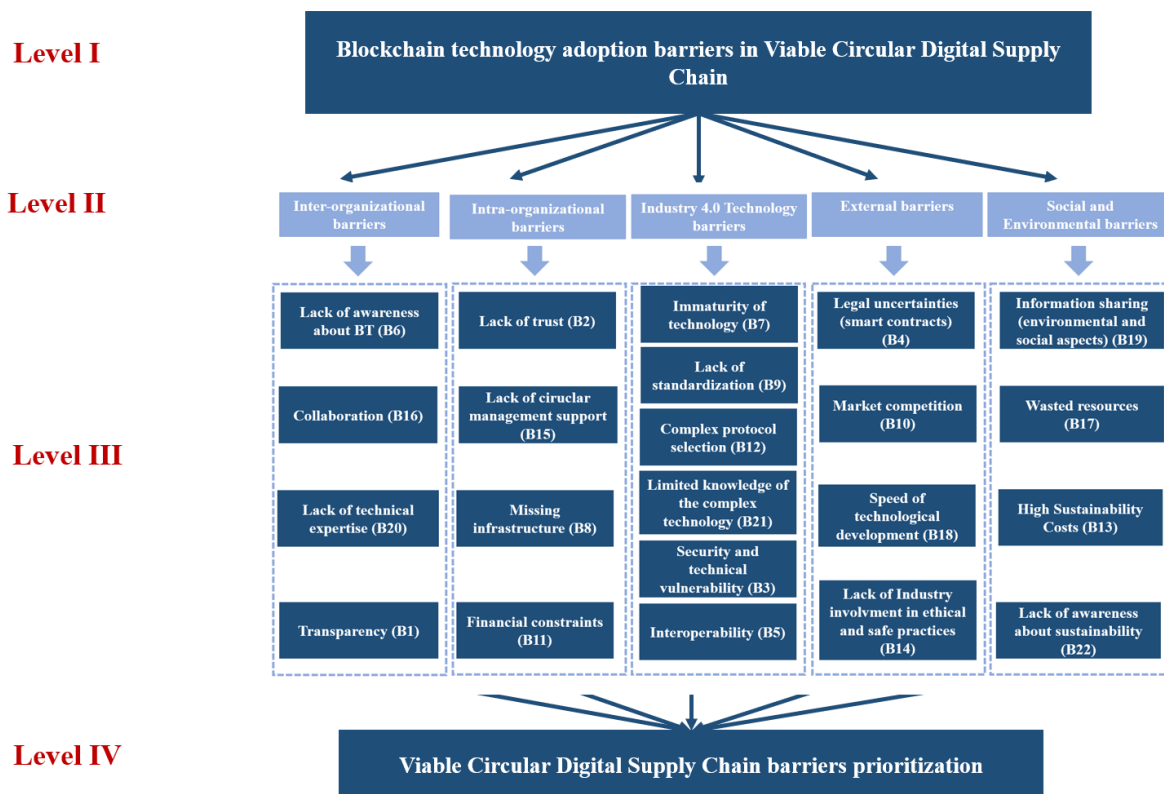 Level I
Blockchain technology adoption barriers in Viable Circular Digital Supply
Chain
Level II
Inter-organizational
barriers
Intra-organizational
barriers
Industry 4.0 Technology
barriers
External barriers
Social and
Environmental barriers
Level III
Lack of awareness
about BT (B6)
Collaboration (B16)
Lack of technical
expertise (B20)
Transparency (B1)
Lack of trust (B2)
Lack of ciruclar
management support
(B15)
Missing
infrastructure (B8)
Financial constraints
(B11)
Immaturity of
technology (B7)
Lack of
standardization (B9)
Complex protocol
selection (B12)
Limited knowledge of
the complex
technology (B21)
Security and
technical
vulnerability (B3)
Interoperability (B5)
Legal uncertainties
(smart contracts)
(B4)
Market competition
(B10)
Speed of
technological
development (B18)
Lack of Industry
involvment in ethical
and safe practices
(B14)
Information sharing
(environmental and
social aspects) (B19)
Wasted resources
(B17)
High Sustainability
Costs (B13)
Lack of awareness
about sustainability
(B22)
Level IV
Viable Circular Digital Supply Chain barriers prioritization